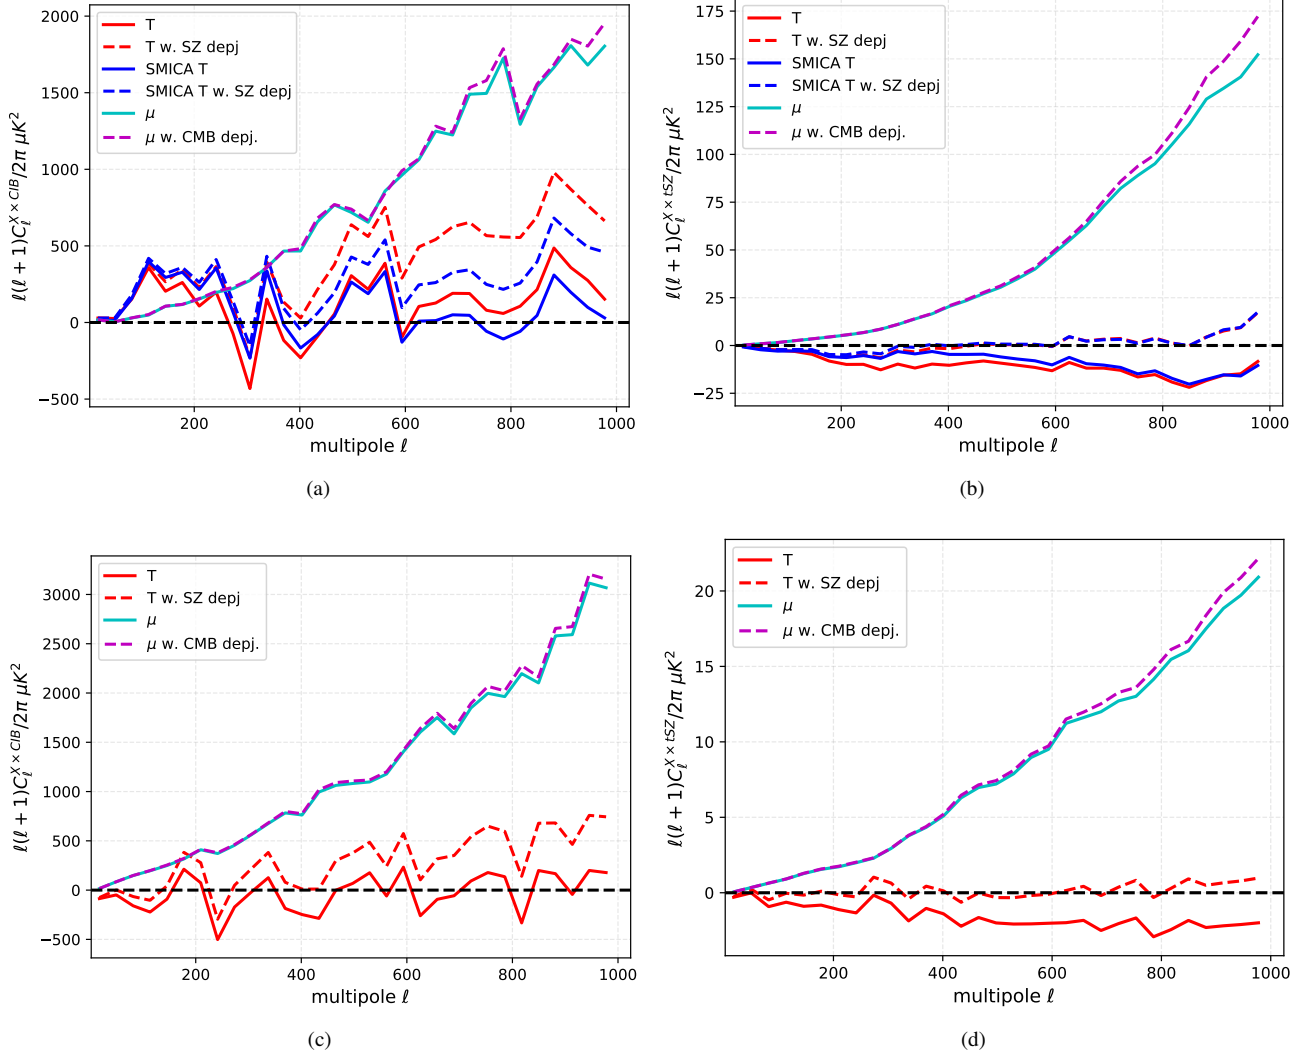 2000
1500
1000
500
0
−500
200
400
600
800
1000
multipole ℓ
ℓ(ℓ + 1)C_ℓ^{X × CIB}/2π μK²
T
T w. SZ depj
SMICA T
SMICA T w. SZ depj
μ
μ w. CMB depj.
(a)
175
150
125
100
75
50
25
0
−25
200
400
600
800
1000
multipole ℓ
ℓ(ℓ + 1)C_ℓ^{X × tSZ}/2π μK²
T
T w. SZ depj
SMICA T
SMICA T w. SZ depj
μ
μ w. CMB depj.
(b)
3000
2500
2000
1500
1000
500
0
−500
200
400
600
800
1000
multipole ℓ
ℓ(ℓ + 1)C_ℓ^{X × CIB}/2π μK²
T
T w. SZ depj
μ
μ w. CMB depj.
(c)
20
15
10
5
0
200
400
600
800
1000
multipole ℓ
ℓ(ℓ + 1)C_ℓ^{X × tSZ}/2π μK²
T
T w. SZ depj
μ
μ w. CMB depj.
(d)